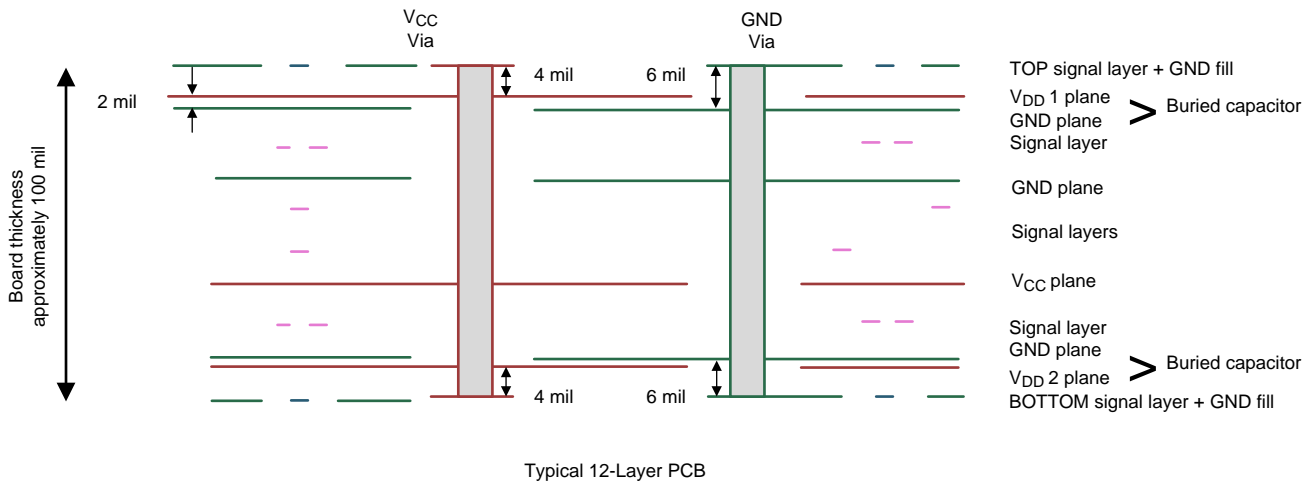 VCC
Via
GND
Via
4 mil
6 mil
2 mil
TOP signal layer + GND fill
VDD 1 plane
GND plane
> Buried capacitor
Signal layer
GND plane
Signal layers
VCC plane
Signal layer
GND plane
VDD 2 plane
> Buried capacitor
BOTTOM signal layer + GND fill
4 mil
6 mil
Board thickness
approximately 100 mil
Typical 12-Layer PCB